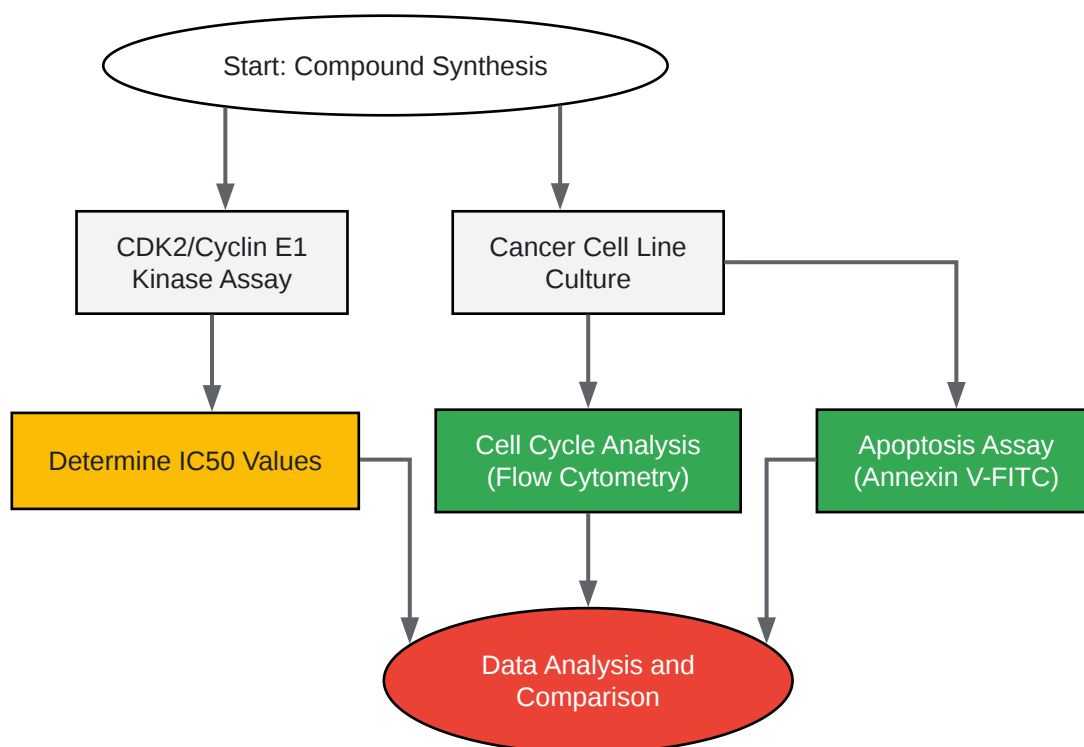 Start: Compound Synthesis
CDK2/Cyclin E1
Kinase Assay
Cancer Cell Line
Culture
Determine IC50 Values
Cell Cycle Analysis
(Flow Cytometry)
Apoptosis Assay
(Annexin V-FITC)
Data Analysis and
Comparison